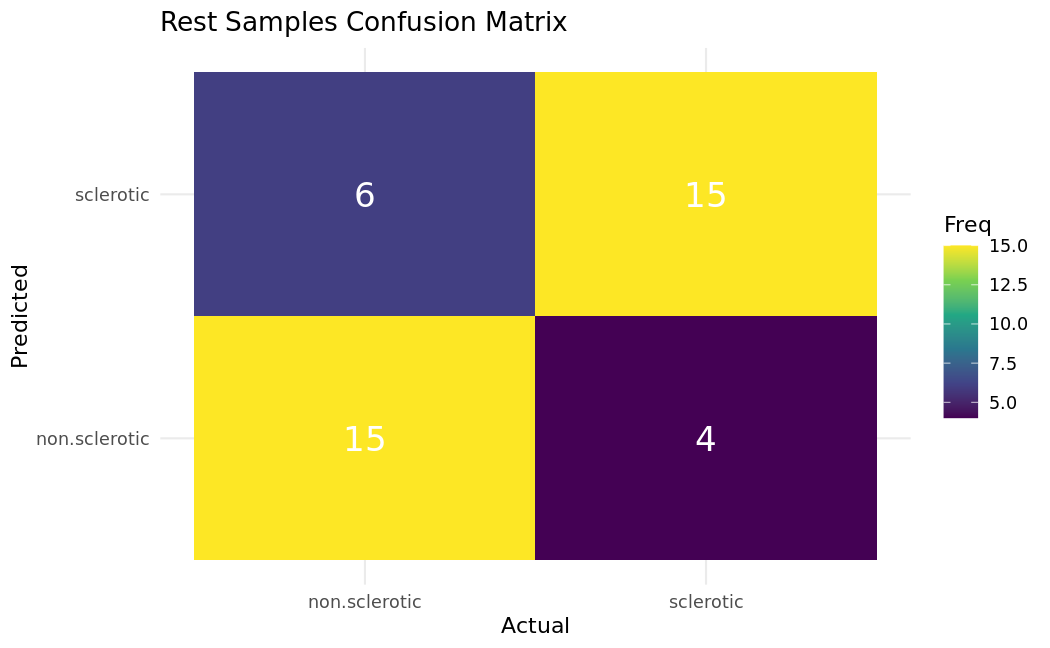 Rest Samples Confusion Matrix
Predicted
sclerotic
non.sclerotic
6
15
15
4
non.sclerotic
sclerotic
Actual
Freq
15.0
12.5
10.0
7.5
5.0